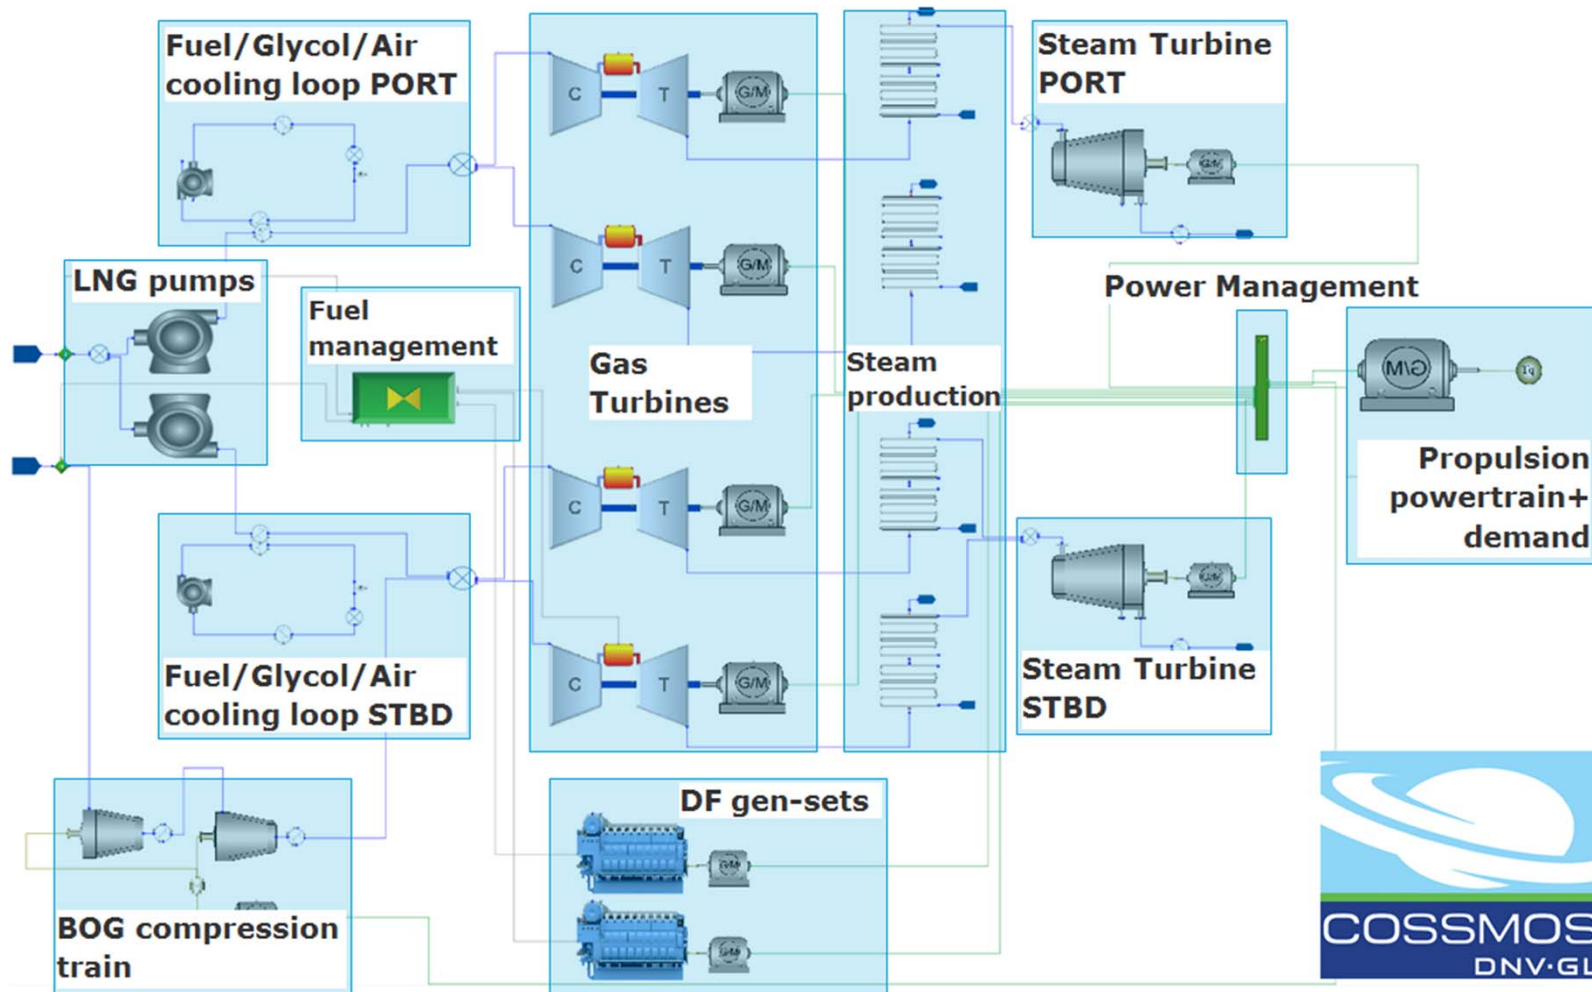 Fuel/Glycol/Air
cooling loop PORT
C
T
G/M
Steam Turbine
PORT
G/M
C
T
G/M
LNG pumps
Fuel
management
Gas
Turbines
Steam
production
Power Management
G/M
Tq
Propulsion
powertrain+
demand
C
T
G/M
Fuel/Glycol/Air
cooling loop STBD
G/M
Steam Turbine
STBD
C
T
G/M
BOG compression
train
DF gen-sets
G/M
G/M
COSSMOS
DNV·GL